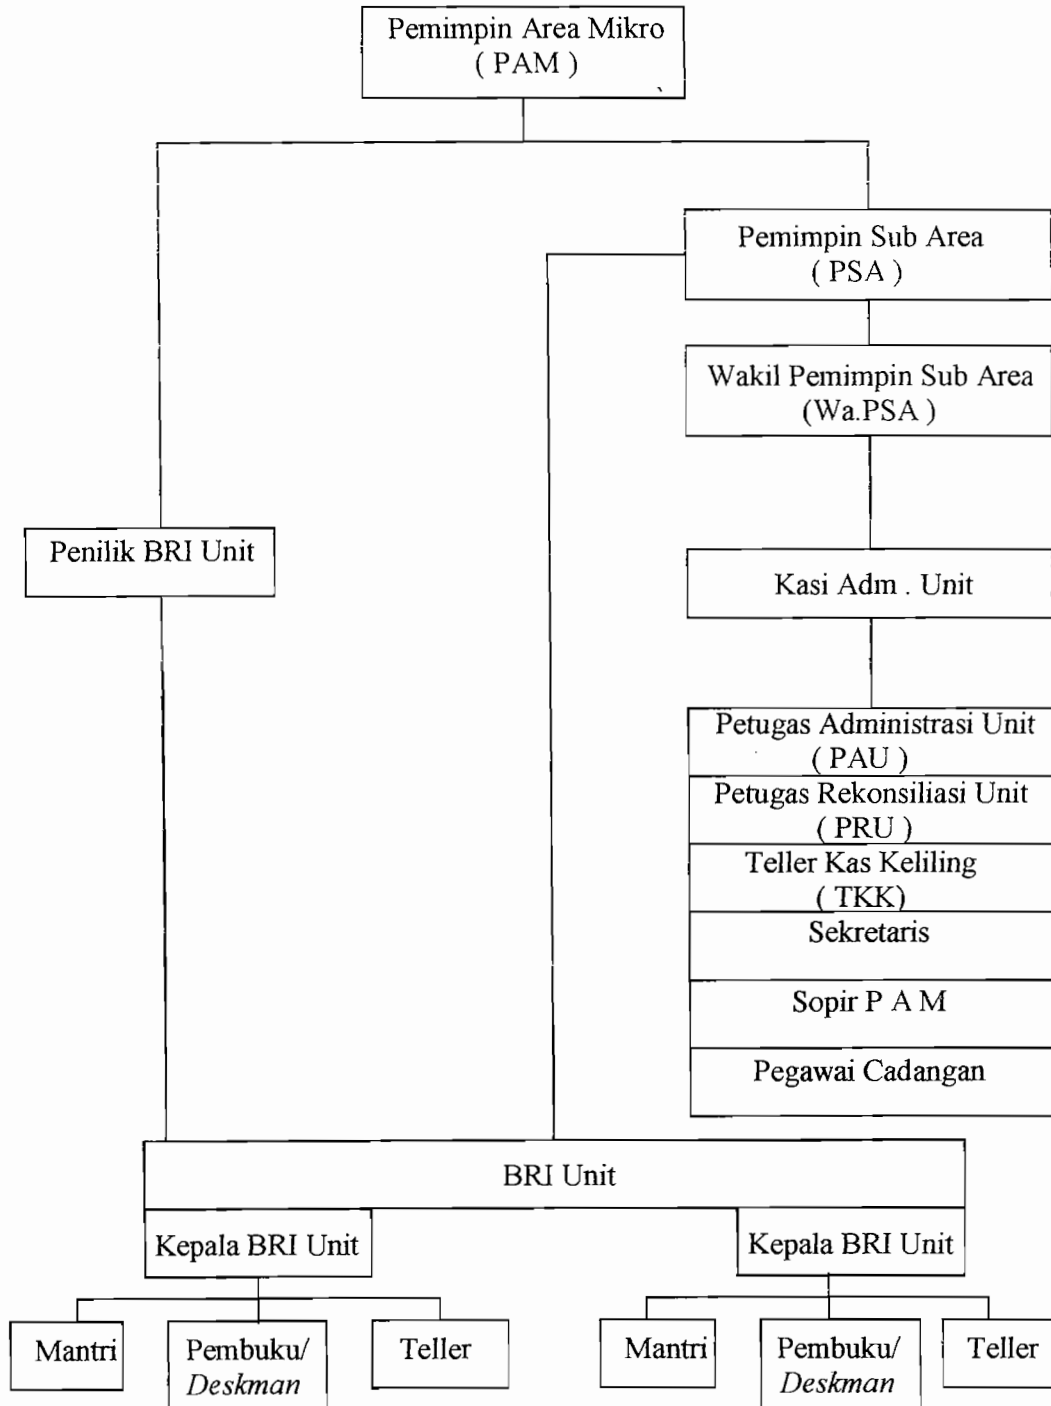 Pemimpin Area Mikro
( PAM )
Pemimpin Sub Area
( PSA )
Wakil Pemimpin Sub Area
(Wa.PSA )
Penilik BRI Unit
Kasi Adm . Unit
Petugas Administrasi Unit
( PAU )
Petugas Rekonsiliasi Unit
( PRU )
Teller Kas Keliling
( TKK)
Sekretaris
Sopir P A M
Pegawai Cadangan
BRI Unit
Kepala BRI Unit
Kepala BRI Unit
Mantri
Pembuku/
Deskman
Teller
Mantri
Pembuku/
Deskman
Teller